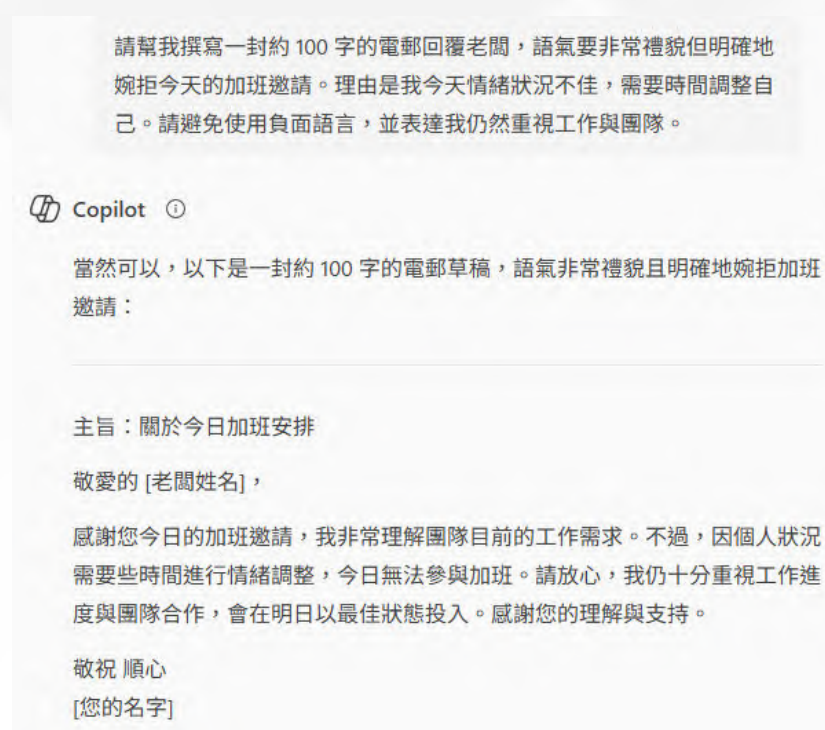 請幫我撰寫一封約 100 字的電郵回覆老闆，語氣要非常禮貌但明確地
婉拒今天的加班邀請。理由是我今天情緒狀況不佳，需要時間調整自
己。請避免使用負面語言，並表達我仍然重視工作與團隊。
Copilot
當然可以，以下是一封約 100 字的電郵草稿，語氣非常禮貌且明確地婉拒加班
邀請：
主旨：關於今日加班安排
敬愛的 [老闆姓名]，
感謝您今日的加班邀請，我非常理解團隊目前的工作需求。不過，因個人狀況
需要些時間進行情緒調整，今日無法參與加班。請放心，我仍十分重視工作進
度與團隊合作，會在明日以最佳狀態投入。感謝您的理解與支持。
敬祝 順心
[您的名字]